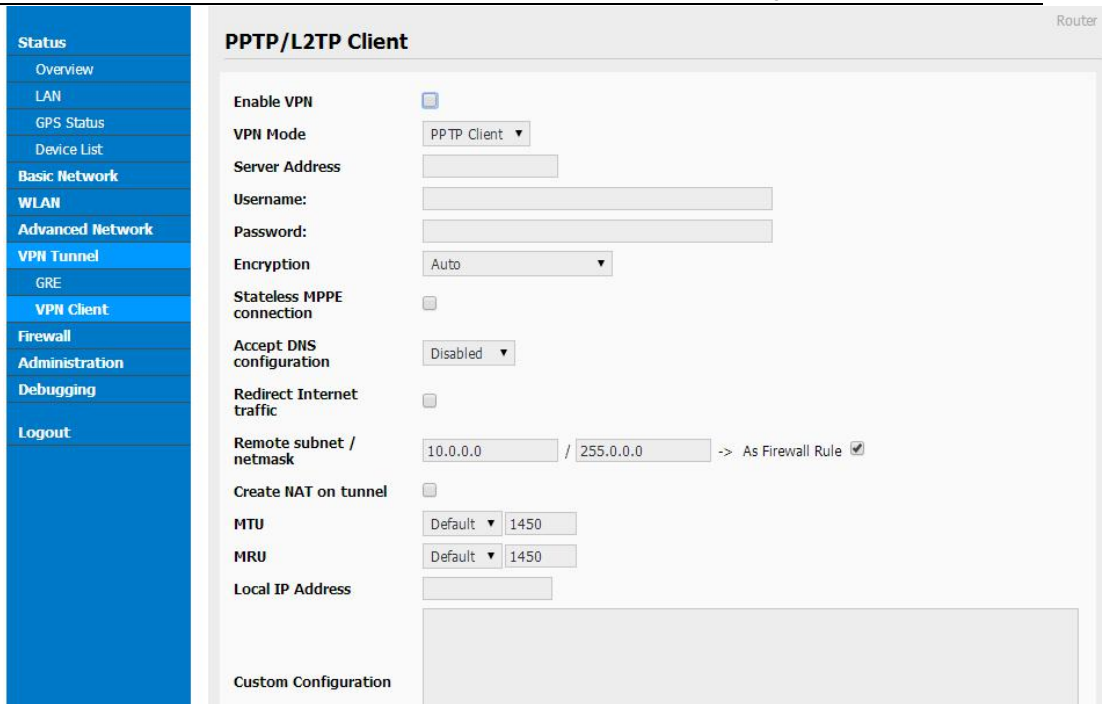 Router
Status
Overview
LAN
GPS Status
Device List
Basic Network
WLAN
Advanced Network
VPN Tunnel
GRE
VPN Client
Firewall
Administration
Debugging
Logout
PPTP/L2TP Client
Enable VPN
VPN Mode PPTP Client
Server Address
Username:
Password:
Encryption Auto
Stateless MPPE
connection
Accept DNS
configuration Disabled
Redirect Internet
traffic
Remote subnet /
netmask 10.0.0.0 / 255.0.0.0 -> As Firewall Rule
Create NAT on tunnel
MTU Default 1450
MRU Default 1450
Local IP Address
Custom Configuration